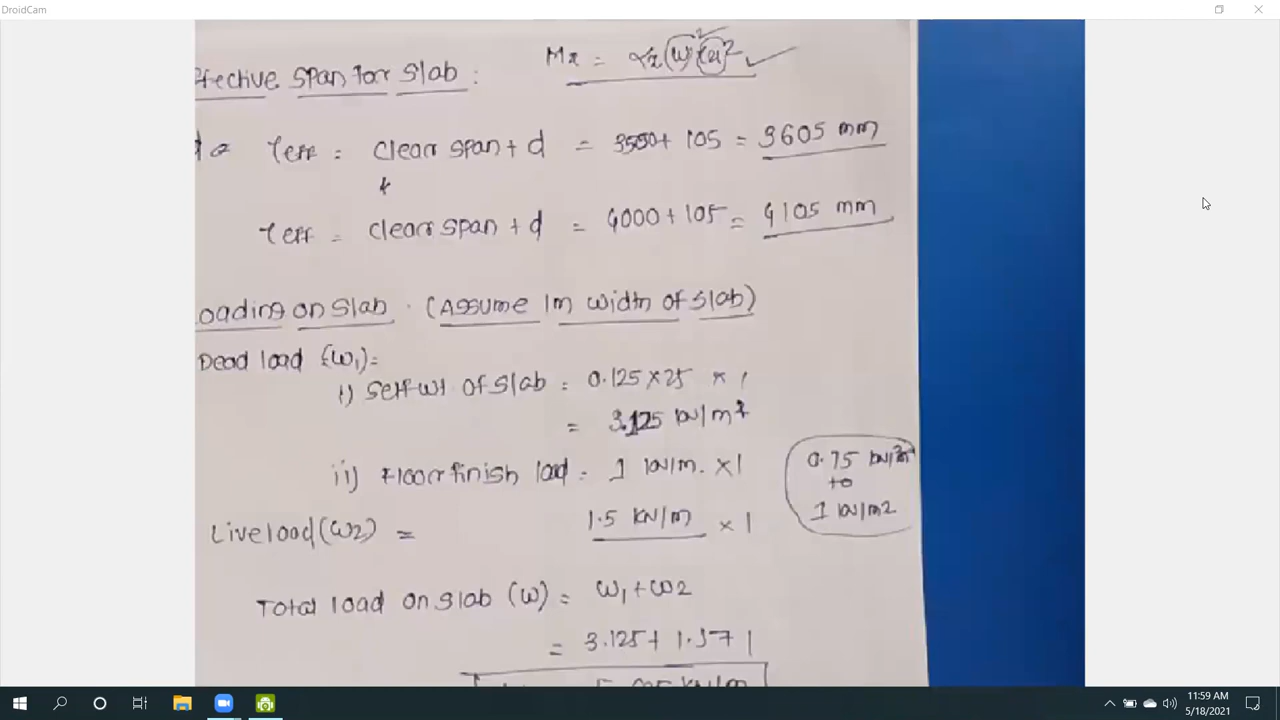 DroidCam
Mx = αx (w) (lx)²
ffective span for slab :
leff = clear span + d = 3500 + 105 = 3605 mm
&
leff = clear span + d = 4000 + 105 = 4105 mm
oading on slab . (Assume 1m width of slab)
Dead load (w1):
i) self wt of slab = 0.125 × 25 × 1
= 3.125 kN/m
ii) Floor finish load = 1 kN/m. × 1
0.75 kN/m²
to
1 kN/m2
Live load (w2) = 1.5 kN/m × 1
Total load on slab (w) = w1 + w2
= 3.125 + 1.5 + 1
kN/m
11:59 AM
5/18/2021